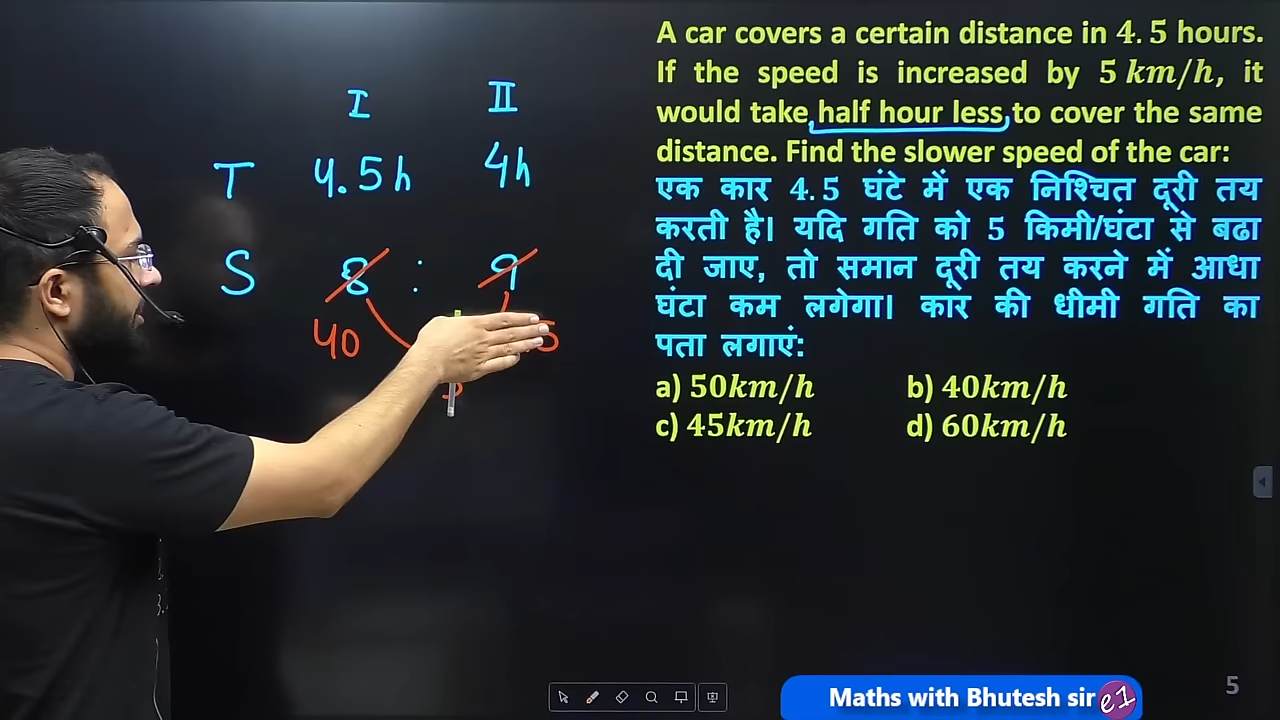 A car covers a certain distance in 4.5 hours.
If the speed is increased by 5 km/h, it
would take half hour less to cover the same
distance. Find the slower speed of the car:
एक कार 4.5 घंटे में एक निश्चित दूरी तय
करती है। यदि गति को 5 किमी/घंटा से बढा
दी जाए, तो समान दूरी तय करने में आधा
घंटा कम लगेगा। कार की धीमी गति का
पता लगाएं:
a) 50km/h b) 40km/h
c) 45km/h d) 60km/h
I II
T 4.5h 4h
S 8 : 9
40
Maths with Bhutesh sir e1
5